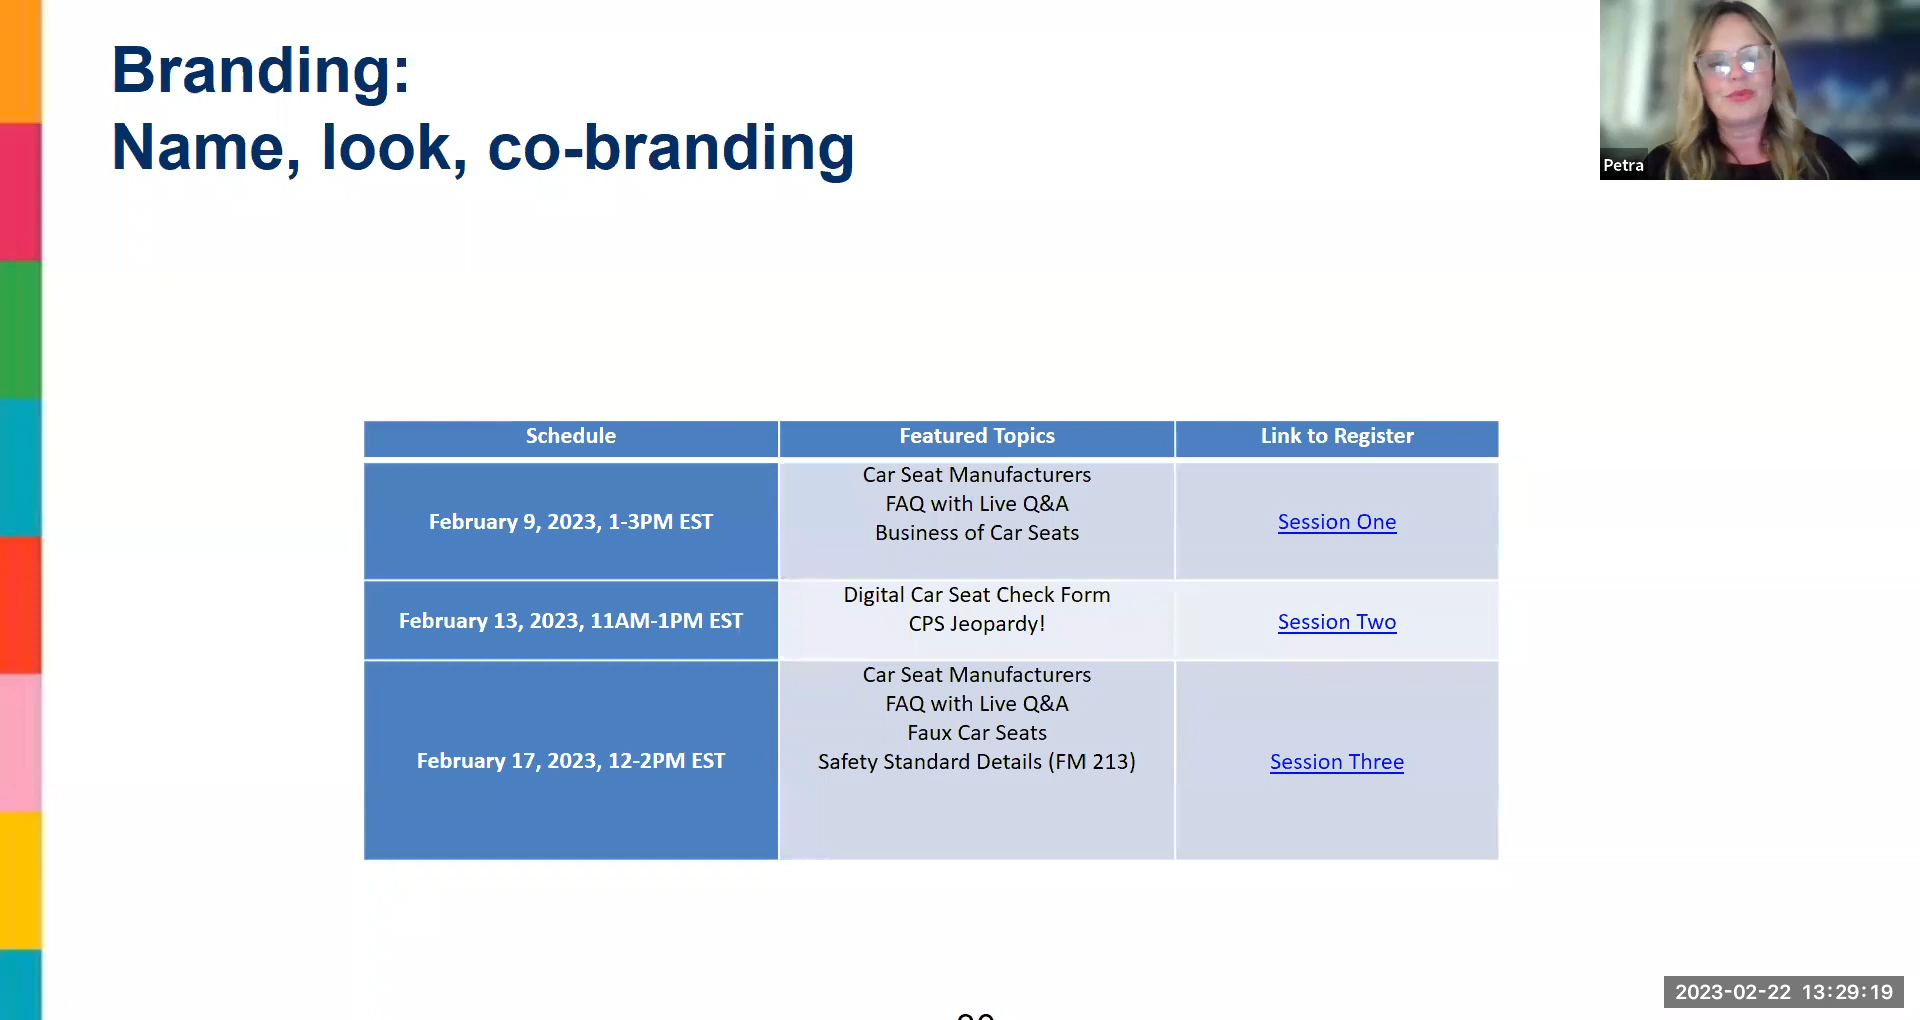 Branding:
Name, look, co-branding
Petra
Schedule
Featured Topics
Link to Register
February 9, 2023, 1-3PM EST
Car Seat Manufacturers
FAQ with Live Q&A
Business of Car Seats
Session One
February 13, 2023, 11AM-1PM EST
Digital Car Seat Check Form
CPS Jeopardy!
Session Two
February 17, 2023, 12-2PM EST
Car Seat Manufacturers
FAQ with Live Q&A
Faux Car Seats
Safety Standard Details (FM 213)
Session Three
2023-02-22 13:29:19